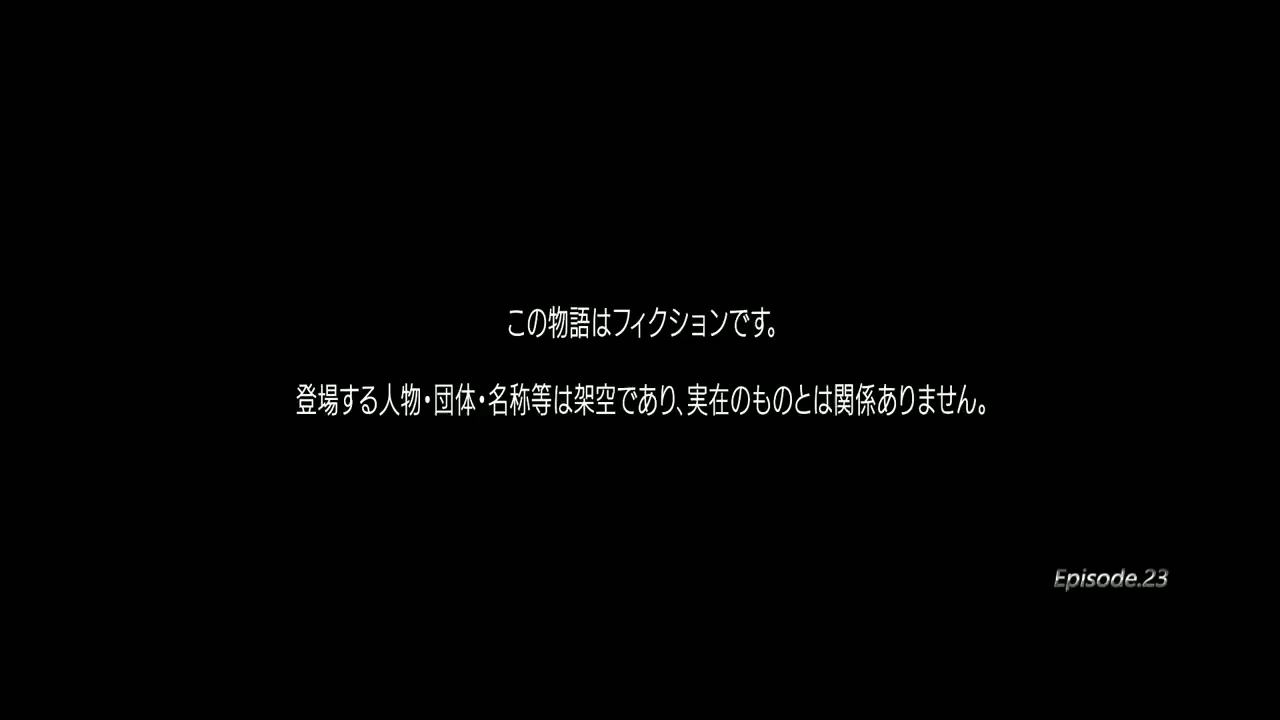 この物語はフィクションです。
登場する人物・団体・名称等は架空であり、実在のものとは関係ありません。
Episode.23